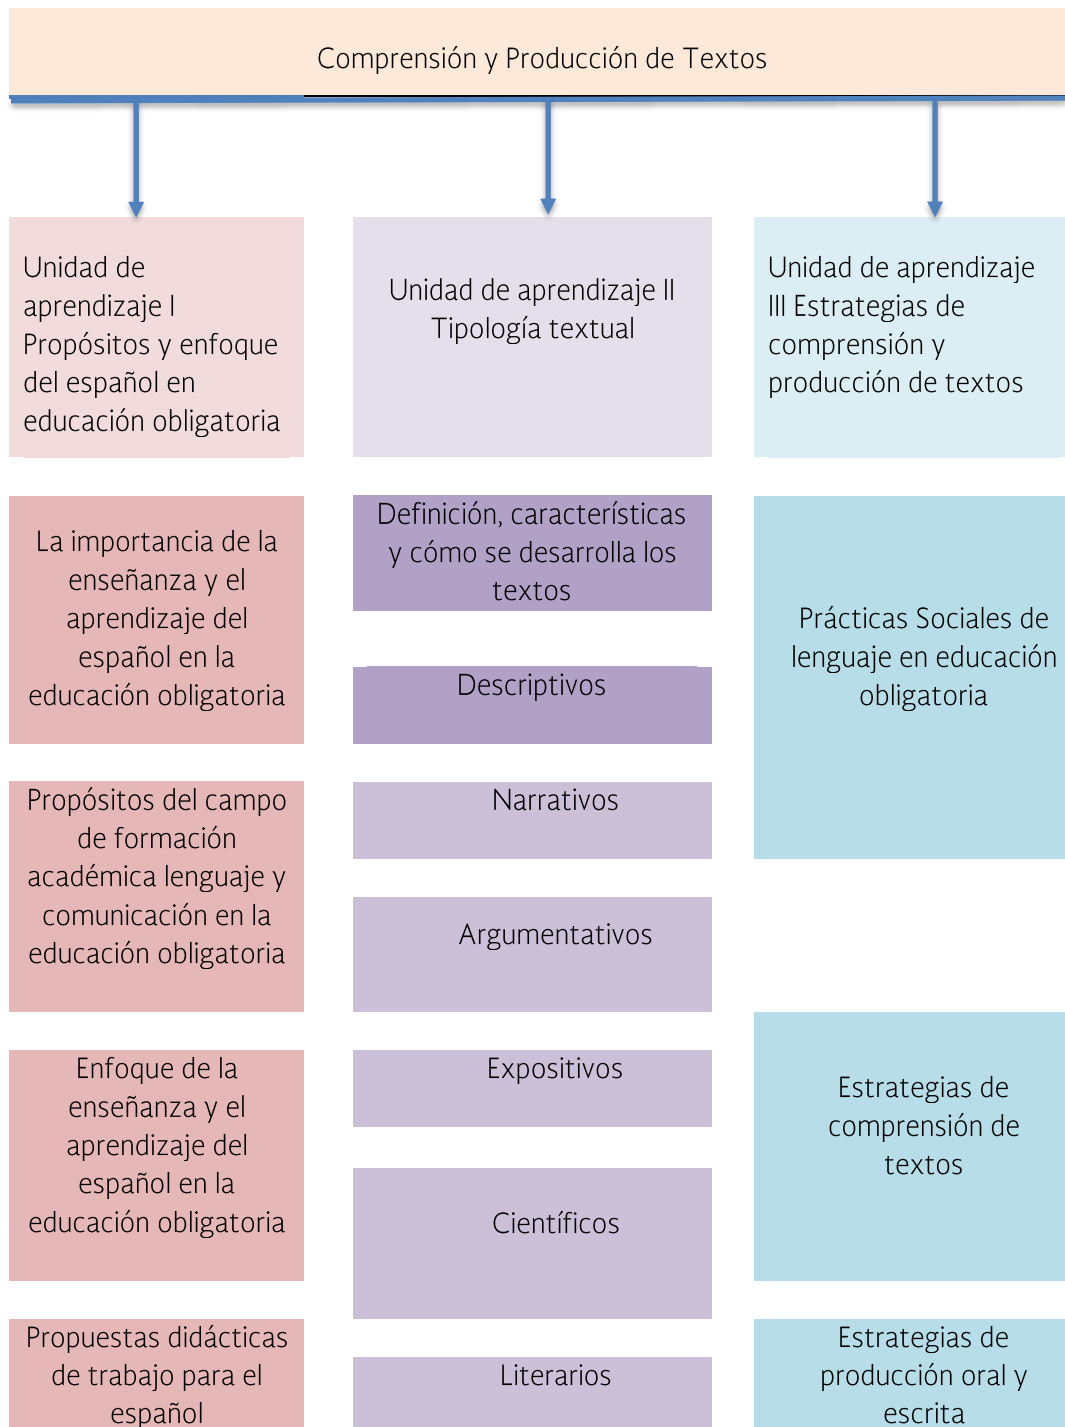 Comprensión y Producción de Textos
Unidad de
aprendizaje I
Propósitos y enfoque
del español en
educación obligatoria
La importancia de la
enseñanza y el
aprendizaje del
español en la
educación obligatoria
Propósitos del campo
de formación
académica lenguaje y
comunicación en la
educación obligatoria
Enfoque de la
enseñanza y el
aprendizaje del
español en la
educación obligatoria
Propuestas didácticas
de trabajo para el
español
Unidad de aprendizaje II
Tipología textual
Definición, características
y cómo se desarrolla los
textos
Descriptivos
Narrativos
Argumentativos
Expositivos
Científicos
Literarios
Unidad de aprendizaje
III Estrategias de
comprensión y
producción de textos
Prácticas Sociales de
lenguaje en educación
obligatoria
Estrategias de
comprensión de
textos
Estrategias de
producción oral y
escrita